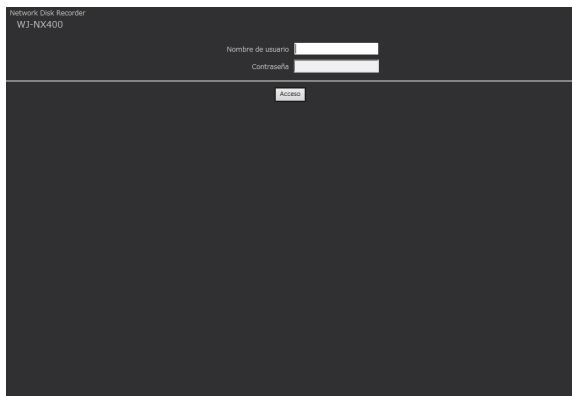 Network Disk Recorder
WJ-NX400
Nombre de usuario
Contraseña
Acceso